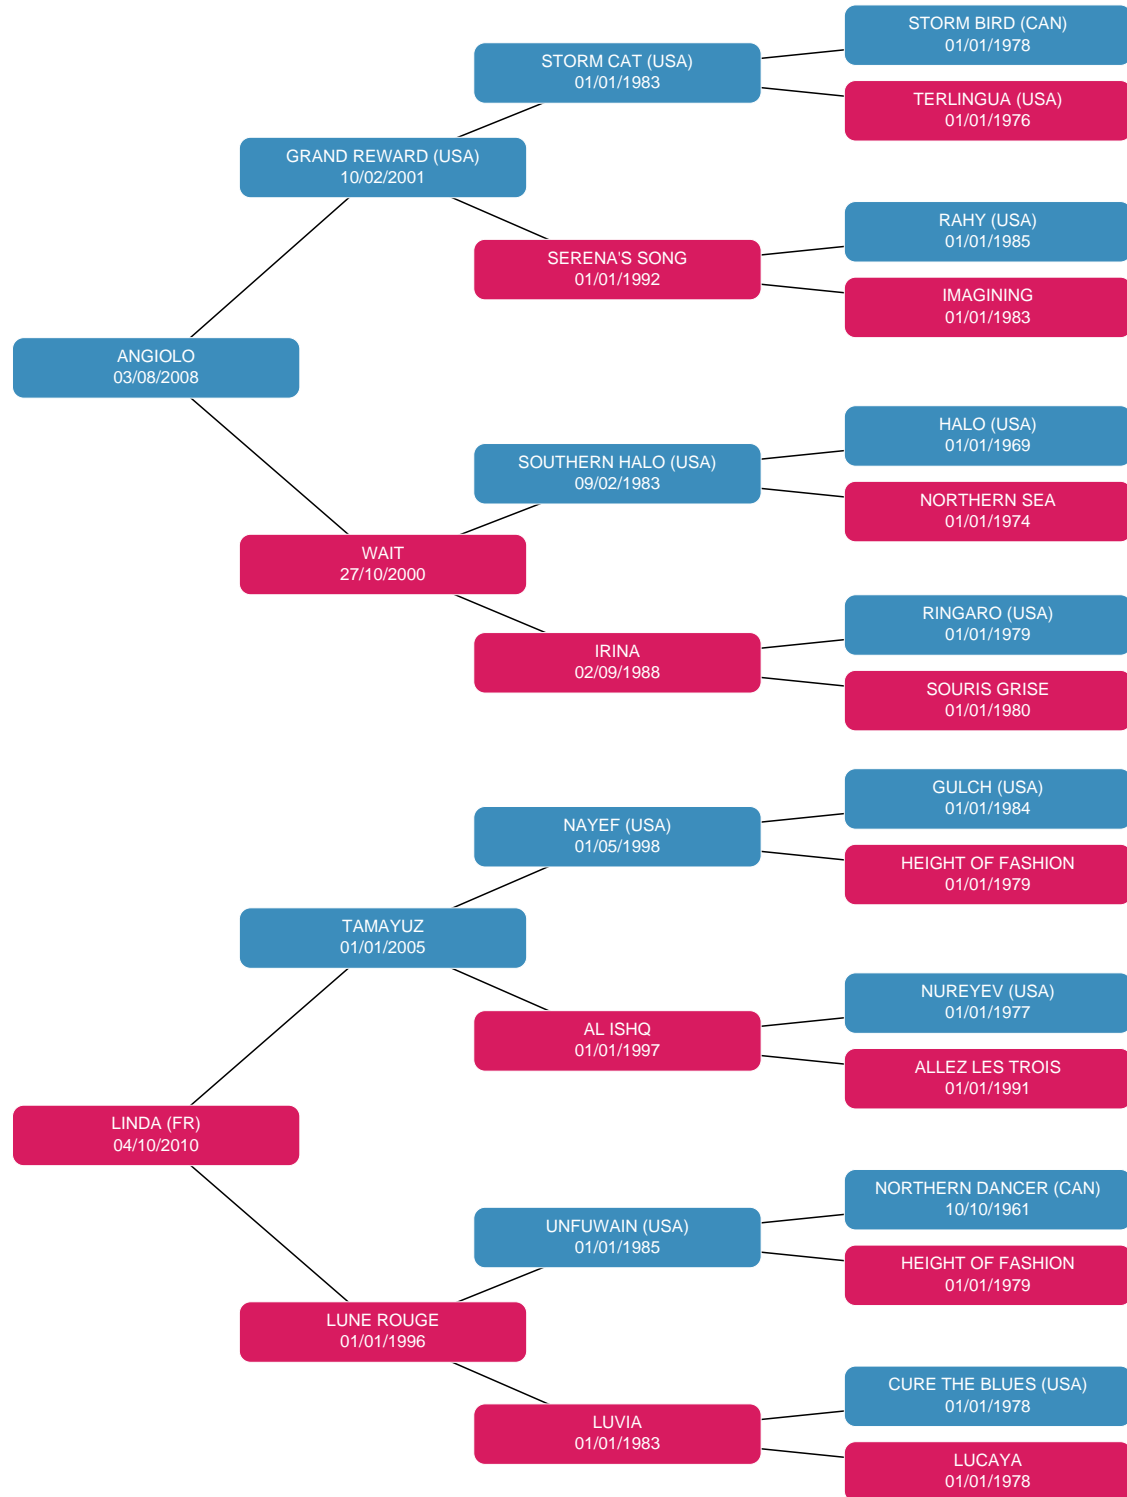 STORM BIRD (CAN)
01/01/1978
STORM CAT (USA)
01/01/1983
TERLINGUA (USA)
01/01/1976
GRAND REWARD (USA)
10/02/2001
RAHY (USA)
01/01/1985
SERENA'S SONG
01/01/1992
IMAGINING
01/01/1983
ANGIOLO
03/08/2008
HALO (USA)
01/01/1969
SOUTHERN HALO (USA)
09/02/1983
NORTHERN SEA
01/01/1974
WAIT
27/10/2000
RINGARO (USA)
01/01/1979
IRINA
02/09/1988
SOURIS GRISE
01/01/1980
GULCH (USA)
01/01/1984
NAYEF (USA)
01/05/1998
HEIGHT OF FASHION
01/01/1979
TAMAYUZ
01/01/2005
NUREYEV (USA)
01/01/1977
AL ISHQ
01/01/1997
ALLEZ LES TROIS
01/01/1991
LINDA (FR)
04/10/2010
NORTHERN DANCER (CAN)
10/10/1961
UNFUWAIN (USA)
01/01/1985
HEIGHT OF FASHION
01/01/1979
LUNE ROUGE
01/01/1996
CURE THE BLUES (USA)
01/01/1978
LUVIA
01/01/1983
LUCAYA
01/01/1978